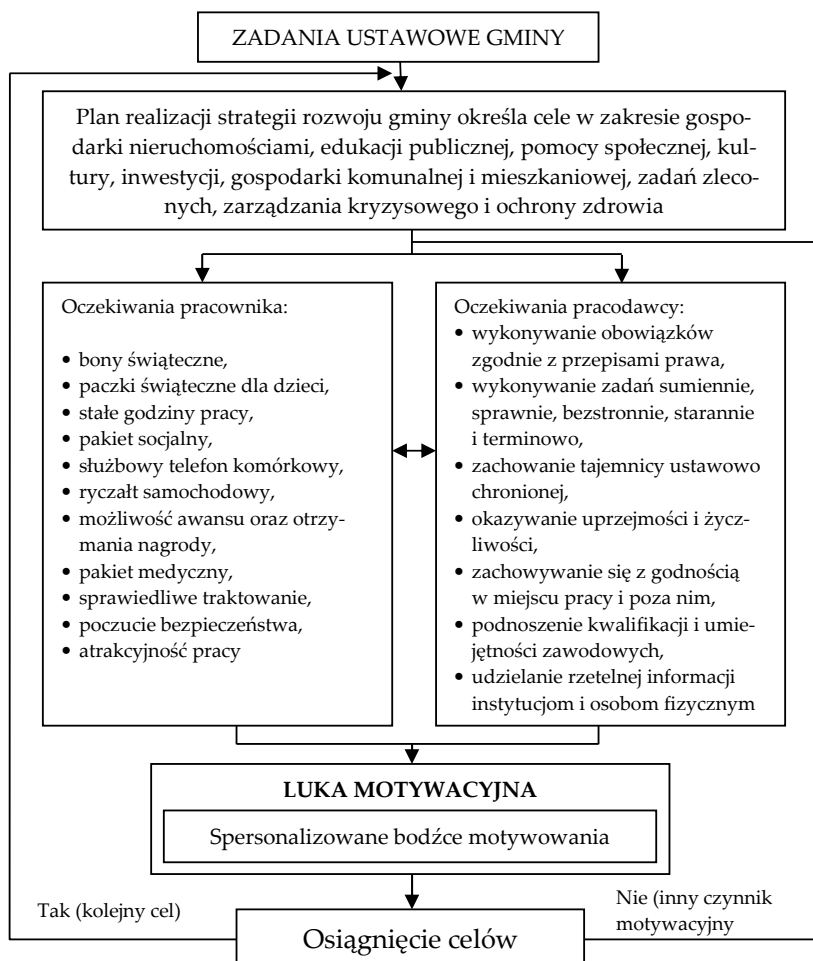 ZADANIA USTAWOWE GMINY
Plan realizacji strategii rozwoju gminy określa cele w zakresie gospo-
darki nieruchomościami, edukacji publicznej, pomocy społecznej, kul-
tury, inwestycji, gospodarki komunalnej i mieszkaniowej, zadań zleco-
nych, zarządzania kryzysowego i ochrony zdrowia
Oczekiwania pracownika:
• bony świąteczne,
• paczki świąteczne dla dzieci,
• stałe godziny pracy,
• pakiet socjalny,
• służbowy telefon komórkowy,
• ryczałt samochodowy,
• możliwość awansu oraz otrzy-
mania nagrody,
• pakiet medyczny,
• sprawiedliwe traktowanie,
• poczucie bezpieczeństwa,
• atrakcyjność pracy
Oczekiwania pracodawcy:
• wykonywanie obowiązków
zgodnie z przepisami prawa,
• wykonywanie zadań sumiennie,
sprawnie, bezstronnie, starannie
i terminowo,
• zachowanie tajemnicy ustawowo
chronionej,
• okazywanie uprzejmości i życz-
liwości,
• zachowywanie się z godnością
w miejscu pracy i poza nim,
• podnoszenie kwalifikacji i umie-
jętności zawodowych,
• udzielanie rzetelnej informacji
instytucjom i osobom fizycznym
LUKA MOTYWACYJNA
Spersonalizowane bodźce motywowania
Tak (kolejny cel)
Nie (inny czynnik
motywacyjny
Osiągnięcie celów